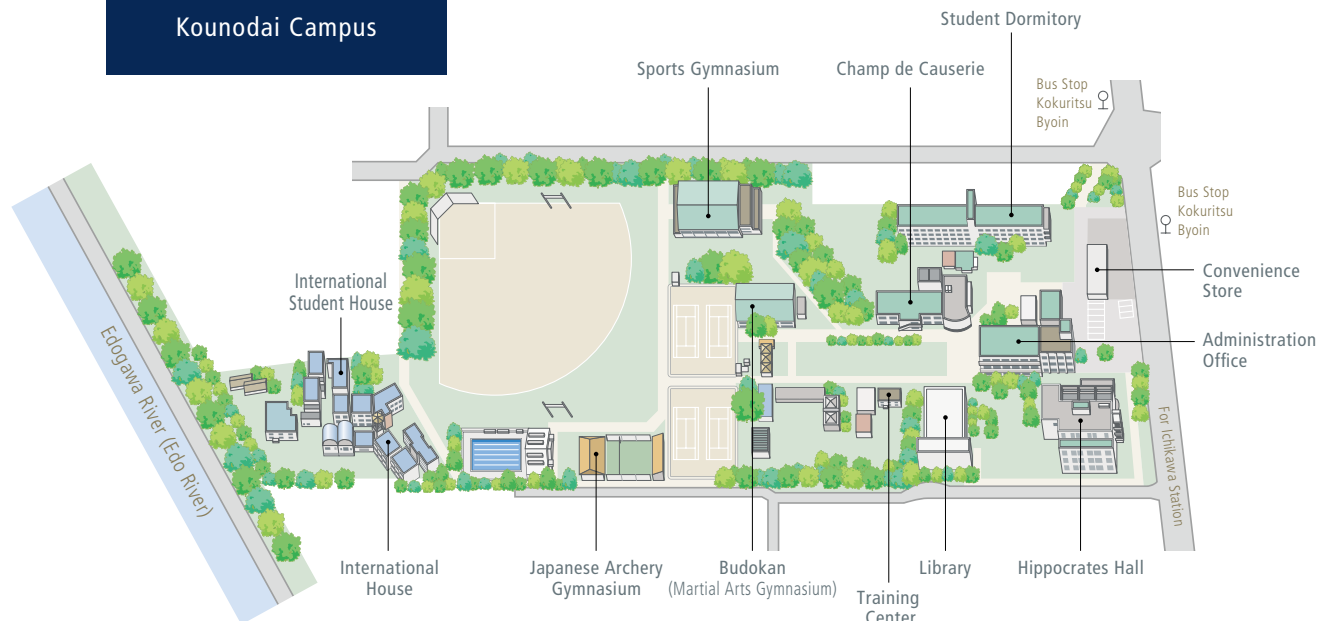 Kounodai Campus
Student Dormitory
Sports Gymnasium
Champ de Causerie
Bus Stop
Kokuritsu
Byoin
Bus Stop
Kokuritsu
Byoin
International
Student House
Convenience
Store
Administration
Office
Edogawa River (Edo River)
For Ichikawa Station
International
House
Japanese Archery
Gymnasium
Budokan
(Martial Arts Gymnasium)
Training
Center
Library
Hippocrates Hall